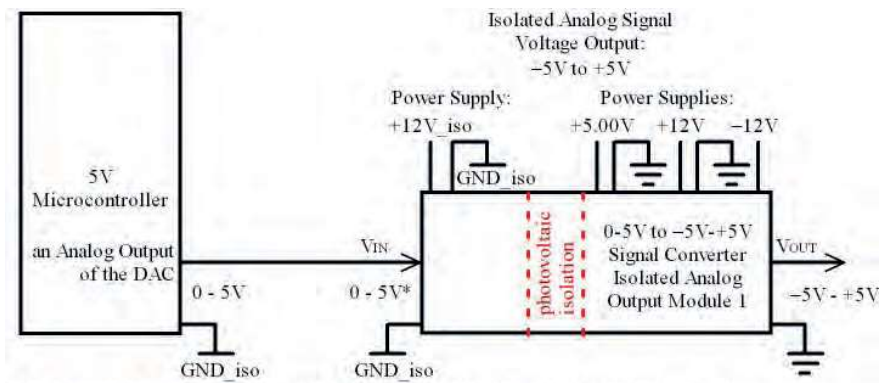 Isolated Analog Signal
Voltage Output:
−5V to +5V
Power Supply:
+12V_iso
GND_iso
Power Supplies:
+5.00V +12V −12V
5V
Microcontroller
an Analog Output
of the DAC
0 - 5V
GND_iso
VIN
0 - 5V*
GND_iso
photovoltaic
isolation
0-5V to −5V-+5V
Signal Converter
Isolated Analog
Output Module 1
VOUT
−5V - +5V